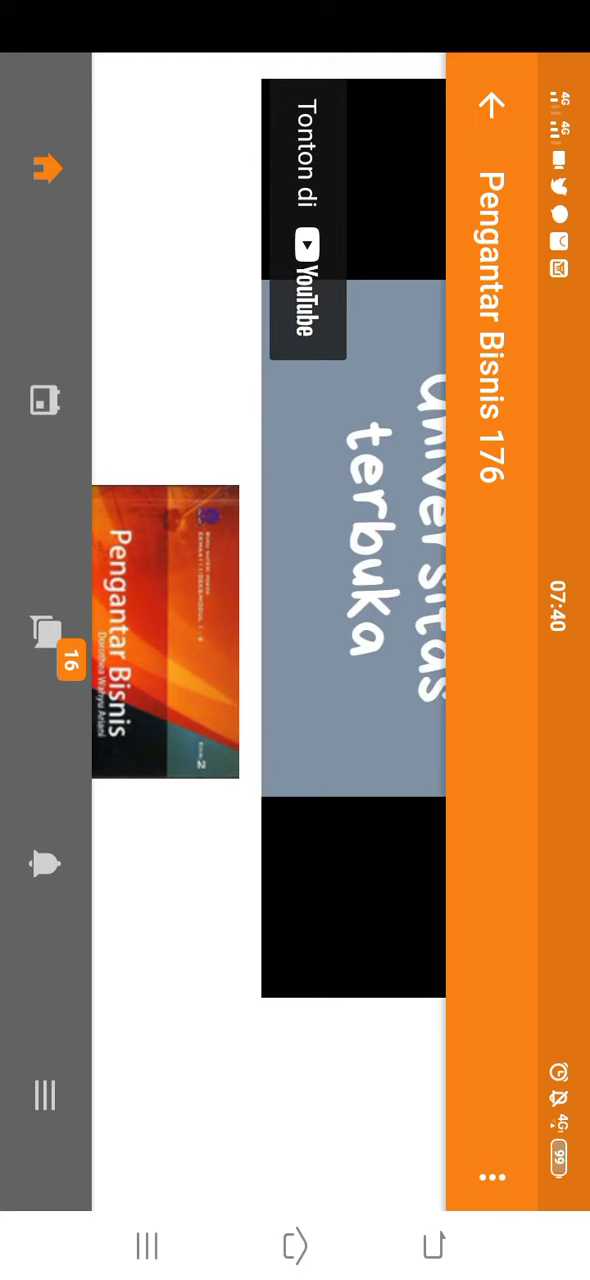 4G 4G
07:40
4G
99
Pengantar Bisnis 176
universitas
terbuka
Tonton di YouTube
Pengantar Bisnis
Dorothea Wahyu Ariani
16